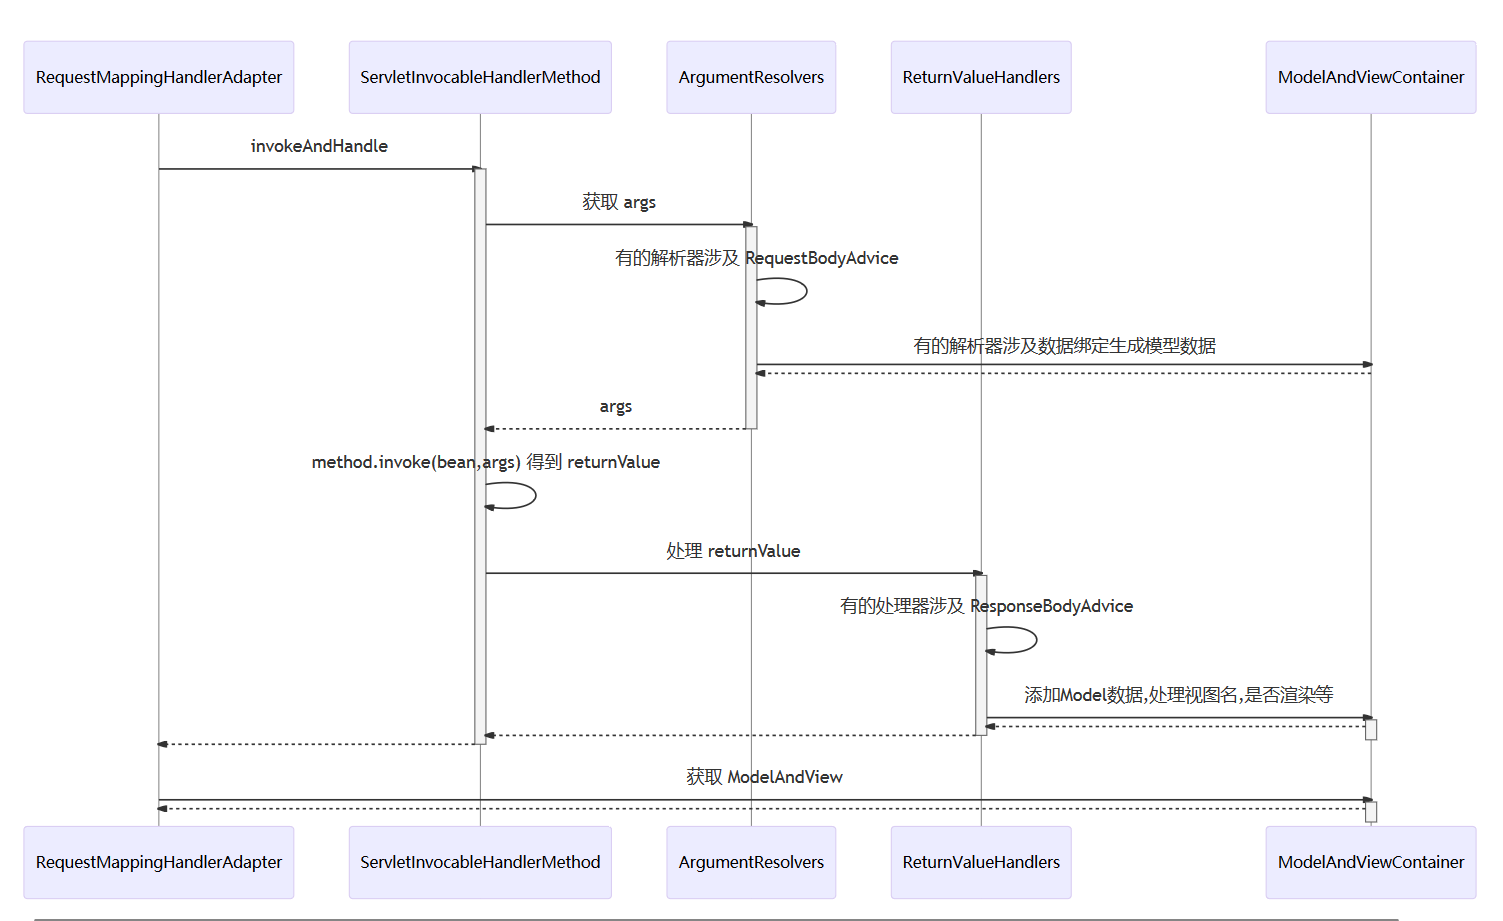 RequestMappingHandlerAdapter
ServletInvocableHandlerMethod
ArgumentResolvers
ReturnValueHandlers
ModelAndViewContainer
invokeAndHandle
获取 args
有的解析器涉及 RequestBodyAdvice
有的解析器涉及数据绑定生成模型数据
args
method.invoke(bean,args) 得到 returnValue
处理 returnValue
有的处理器涉及 ResponseBodyAdvice
添加Model数据,处理视图名,是否渲染等
获取 ModelAndView
RequestMappingHandlerAdapter
ServletInvocableHandlerMethod
ArgumentResolvers
ReturnValueHandlers
ModelAndViewContainer